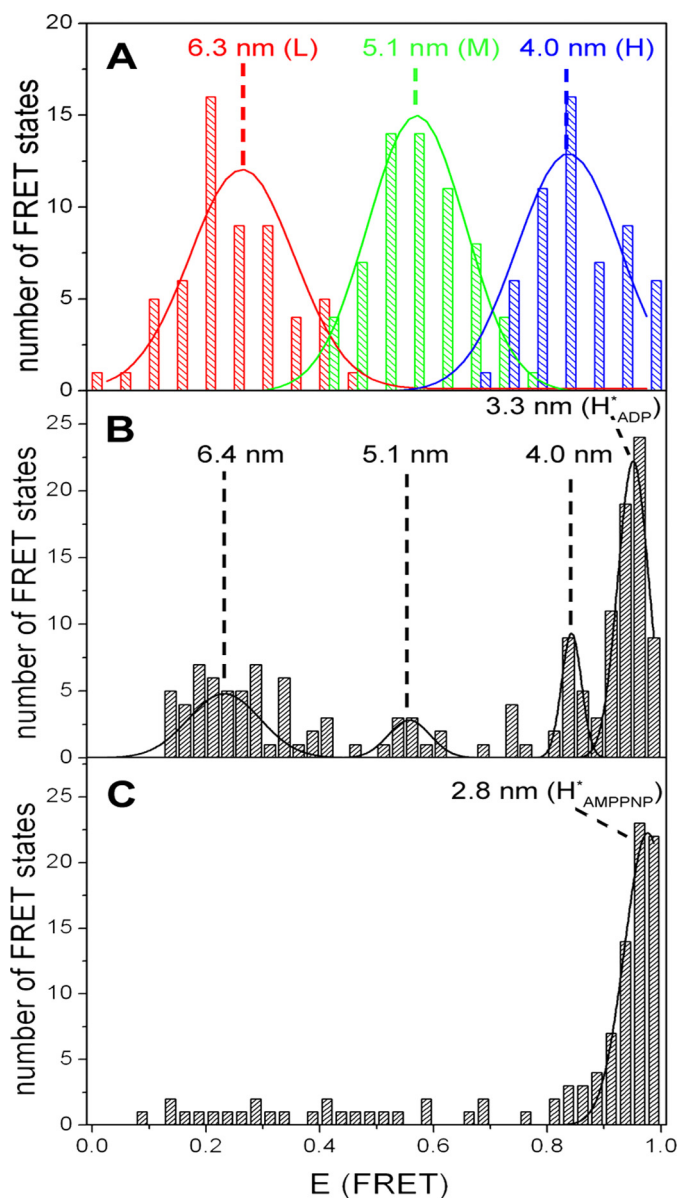 A
6.3 nm (L) 5.1 nm (M) 4.0 nm (H)
number of FRET states
20
15
10
5
0
B
3.3 nm (H*ADP)
6.4 nm 5.1 nm 4.0 nm
number of FRET states
25
20
15
10
5
0
C
2.8 nm (H*AMPPNP)
number of FRET states
25
20
15
10
5
0
0.0 0.2 0.4 0.6 0.8 1.0
E (FRET)